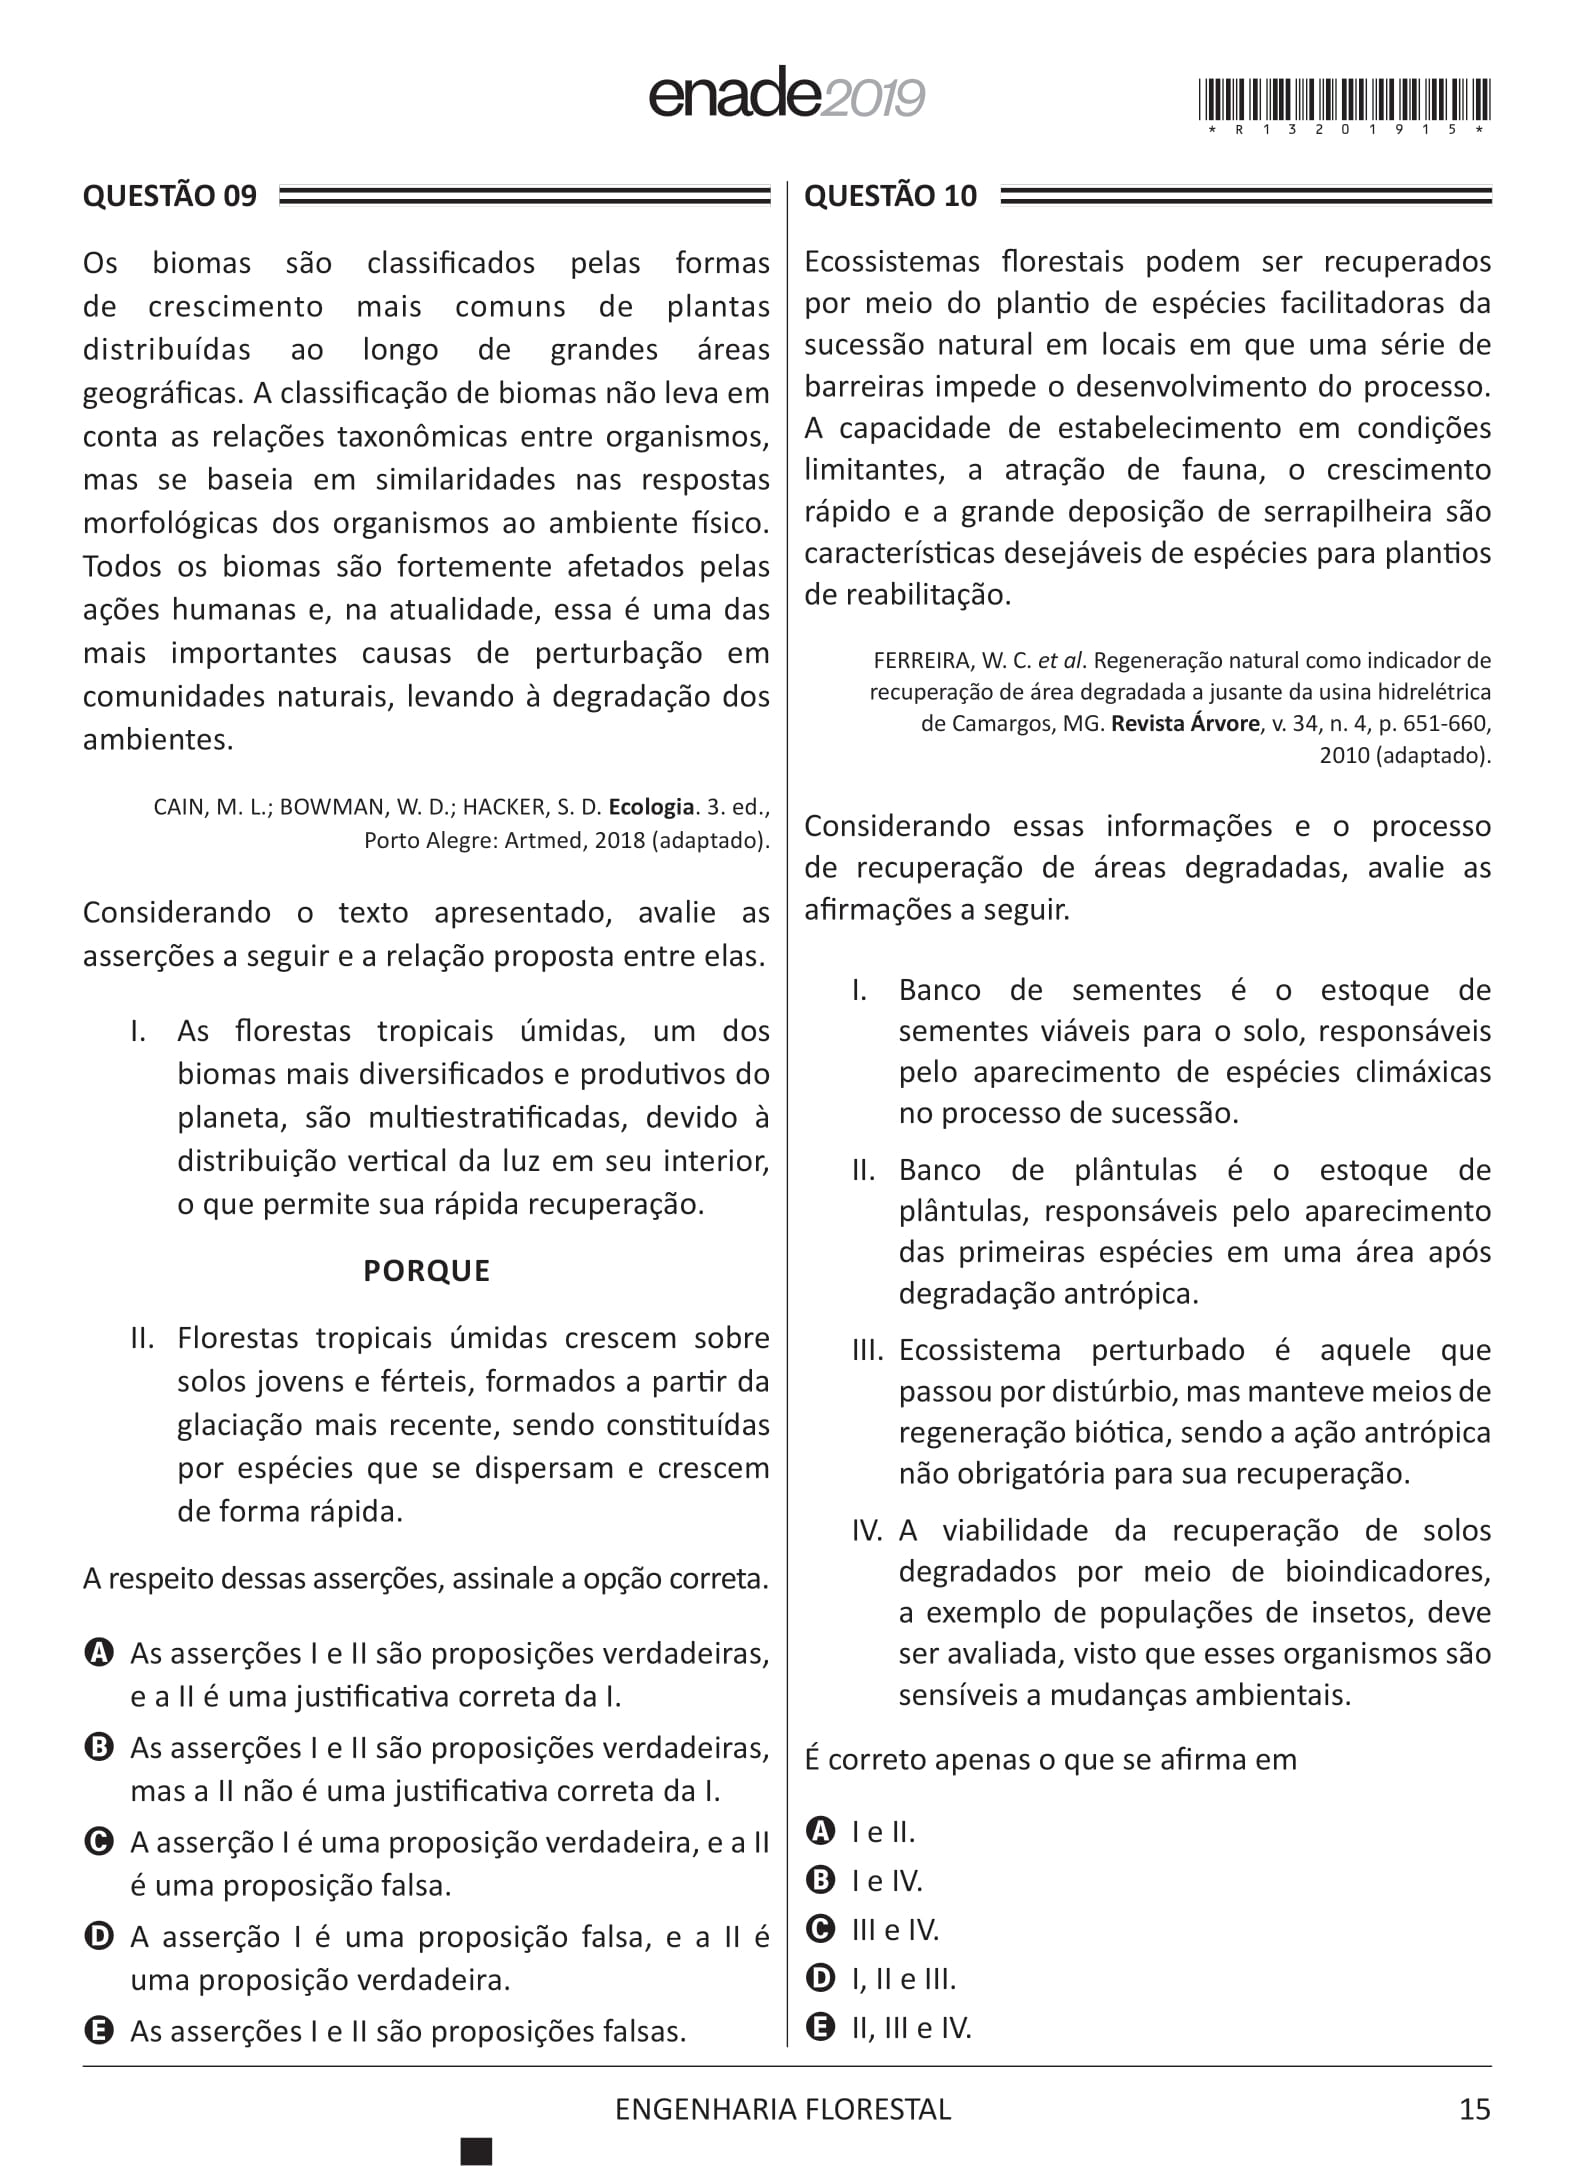 enade2019
*R13201915*
QUESTÃO 09
Os biomas são classificados pelas formas
de crescimento mais comuns de plantas
distribuídas ao longo de grandes áreas
geográficas. A classificação de biomas não leva em
conta as relações taxonômicas entre organismos,
mas se baseia em similaridades nas respostas
morfológicas dos organismos ao ambiente físico.
Todos os biomas são fortemente afetados pelas
ações humanas e, na atualidade, essa é uma das
mais importantes causas de perturbação em
comunidades naturais, levando à degradação dos
ambientes.
CAIN, M. L.; BOWMAN, W. D.; HACKER, S. D. Ecologia. 3. ed.,
Porto Alegre: Artmed, 2018 (adaptado).
Considerando o texto apresentado, avalie as
asserções a seguir e a relação proposta entre elas.
I. As florestas tropicais úmidas, um dos
biomas mais diversificados e produtivos do
planeta, são multiestratificadas, devido à
distribuição vertical da luz em seu interior,
o que permite sua rápida recuperação.
PORQUE
II. Florestas tropicais úmidas crescem sobre
solos jovens e férteis, formados a partir da
glaciação mais recente, sendo constituídas
por espécies que se dispersam e crescem
de forma rápida.
A respeito dessas asserções, assinale a opção correta.
A As asserções I e II são proposições verdadeiras,
e a II é uma justificativa correta da I.
B As asserções I e II são proposições verdadeiras,
mas a II não é uma justificativa correta da I.
C A asserção I é uma proposição verdadeira, e a II
é uma proposição falsa.
D A asserção I é uma proposição falsa, e a II é
uma proposição verdadeira.
E As asserções I e II são proposições falsas.
QUESTÃO 10
Ecossistemas florestais podem ser recuperados
por meio do plantio de espécies facilitadoras da
sucessão natural em locais em que uma série de
barreiras impede o desenvolvimento do processo.
A capacidade de estabelecimento em condições
limitantes, a atração de fauna, o crescimento
rápido e a grande deposição de serrapilheira são
características desejáveis de espécies para plantios
de reabilitação.
FERREIRA, W. C. et al. Regeneração natural como indicador de
recuperação de área degradada a jusante da usina hidrelétrica
de Camargos, MG. Revista Árvore, v. 34, n. 4, p. 651-660,
2010 (adaptado).
Considerando essas informações e o processo
de recuperação de áreas degradadas, avalie as
afirmações a seguir.
I. Banco de sementes é o estoque de
sementes viáveis para o solo, responsáveis
pelo aparecimento de espécies climáxicas
no processo de sucessão.
II. Banco de plântulas é o estoque de
plântulas, responsáveis pelo aparecimento
das primeiras espécies em uma área após
degradação antrópica.
III. Ecossistema perturbado é aquele que
passou por distúrbio, mas manteve meios de
regeneração biótica, sendo a ação antrópica
não obrigatória para sua recuperação.
IV. A viabilidade da recuperação de solos
degradados por meio de bioindicadores,
a exemplo de populações de insetos, deve
ser avaliada, visto que esses organismos são
sensíveis a mudanças ambientais.
É correto apenas o que se afirma em
A I e II.
B I e IV.
C III e IV.
D I, II e III.
E II, III e IV.
ENGENHARIA FLORESTAL
15